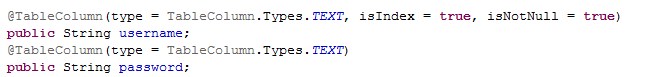 @TableColumn(type = TableColumn.Types.TEXT, isIndex = true, isNotNull = true)
public String username;
@TableColumn(type = TableColumn.Types.TEXT)
public String password;